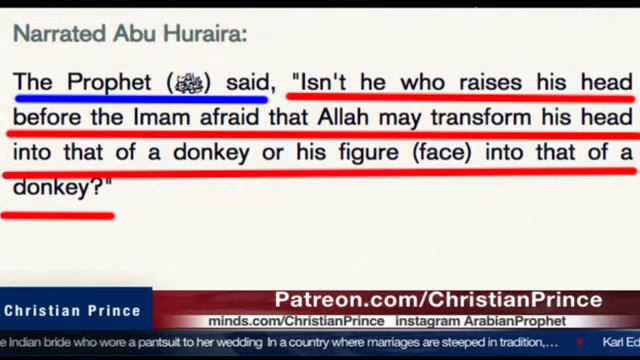 Narrated Abu Huraira:
The Prophet (ﷺ) said, "Isn't he who raises his head
before the Imam afraid that Allah may transform his head
into that of a donkey or his figure (face) into that of a
donkey?"
Christian Prince
Patreon.com/ChristianPrince
minds.com/ChristianPrince instagram ArabianProphet
e Indian bride who wore a pantsuit to her wedding In a country where marriages are steeped in tradition,... Karl Ed